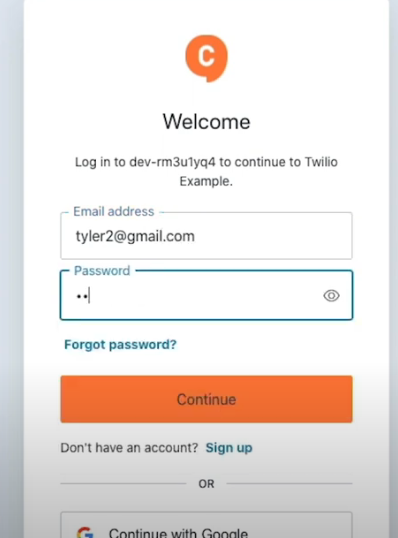 C
Welcome
Log in to dev-rm3u1yq4 to continue to Twilio
Example.
Email address
tyler2@gmail.com
Password
••
Forgot password?
Continue
Don't have an account? Sign up
OR
Continue with Google